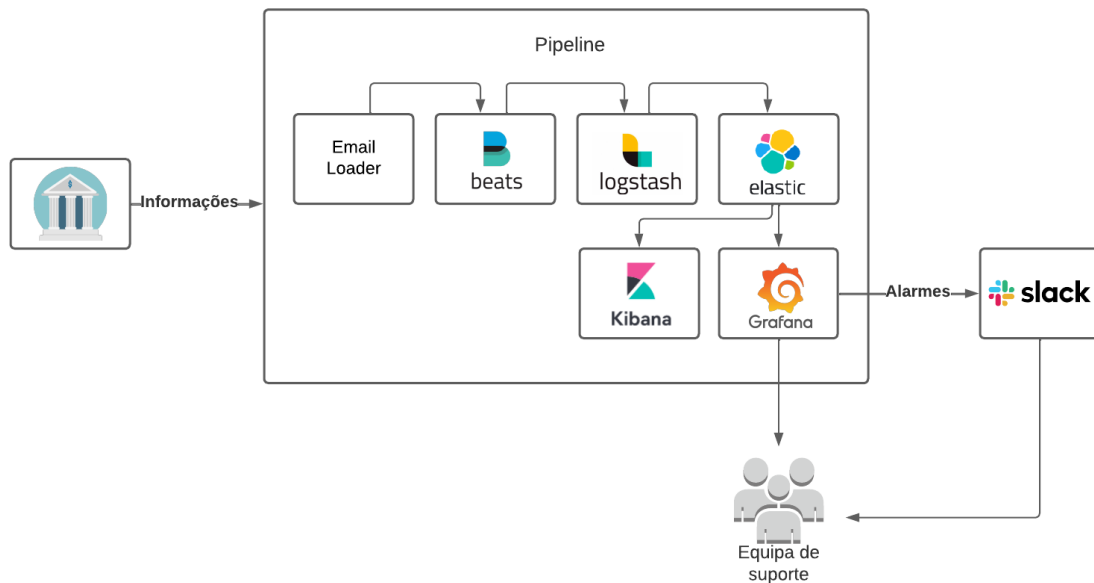 Pipeline
Email
Loader
beats
logstash
elastic
Informações
Kibana
Grafana
Alarmes
slack
Equipa de
suporte